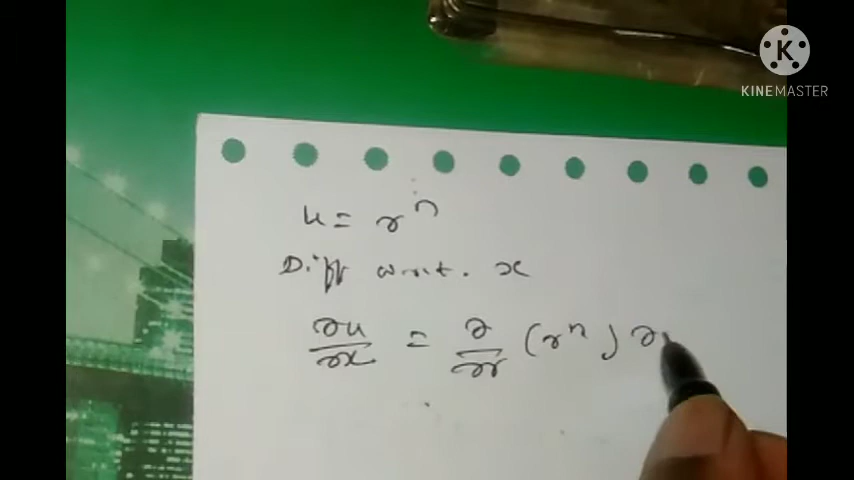 K
KINEMASTER
u = r^n
Diff w.r.t. x
∂u/∂x = ∂/∂r (r^n) ∂